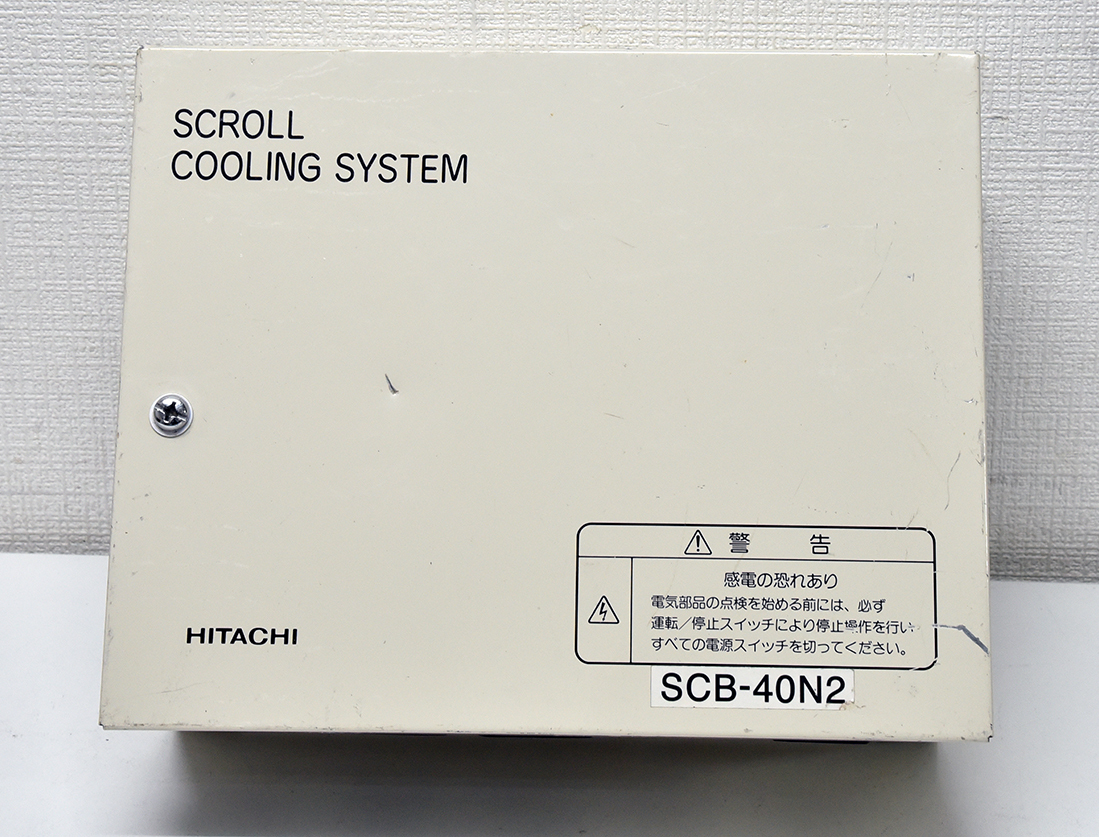 SCROLL
COOLING SYSTEM
警 告
感電の恐れあり
電気部品の点検を始める前には、必ず
運転/停止スイッチにより停止操作を行い
すべての電源スイッチを切ってください。
HITACHI
SCB-40N2